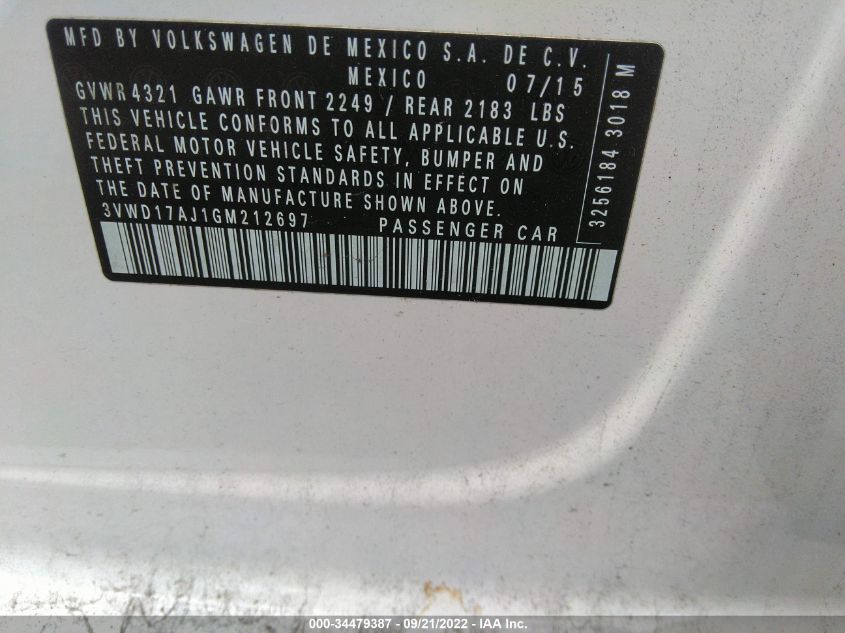 MFD BY VOLKSWAGEN DE MEXICO S.A. DE C.V.
MEXICO 07/15
GVWR 4321 GAWR FRONT 2249 / REAR 2183 LBS
THIS VEHICLE CONFORMS TO ALL APPLICABLE U.S.
FEDERAL MOTOR VEHICLE SAFETY, BUMPER AND
THEFT PREVENTION STANDARDS IN EFFECT ON
THE DATE OF MANUFACTURE SHOWN ABOVE.
3VWD17AJ1GM212697 PASSENGER CAR
3256184 3018 M
000-34479387 - 09/21/2022 - IAA Inc.